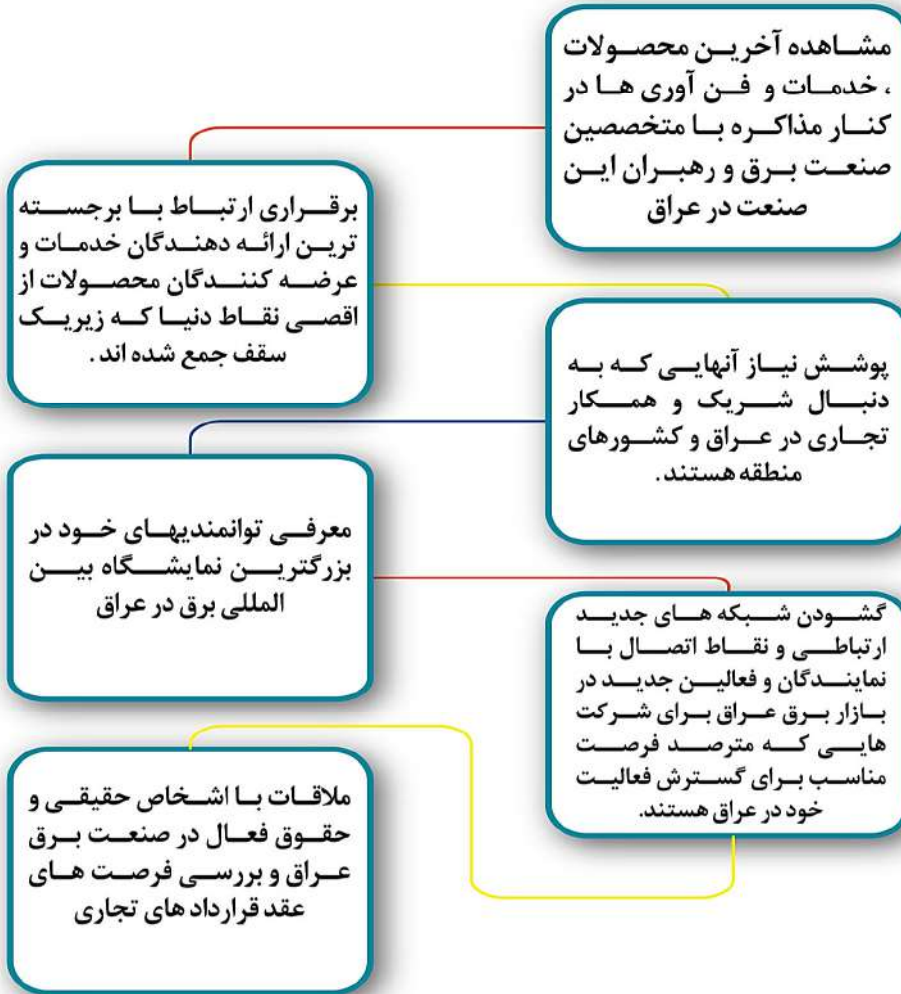 مشاهده آخرین محصولات
، خدمات و فن آوری ها در
کنار مذاکره با متخصصین
صنعت برق و رهبران این
صنعت در عراق
برقراری ارتباط با برجسته
ترین ارائه دهندگان خدمات و
عرضه کنندگان محصولات از
اقصی نقاط دنیا که زیریک
سقف جمع شده اند .
پوشش نیاز آنهایی که به
دنبال شریک و همکار
تجاری در عراق و کشورهای
منطقه هستند .
معرفی توانمندیهای خود در
بزرگترین نمایشگاه بین
المللی برق در عراق
گشودن شبکه های جدید
ارتباطی و نقاط اتصال با
نمایندگان و فعالین جدید در
بازار برق عراق برای شرکت
هایی که مترصد فرصت
مناسب برای گسترش فعالیت
خود در عراق هستند.
ملاقات با اشخاص حقیقی و
حقوق فعال در صنعت برق
عراق و بررسی فرصت های
عقد قرارداد های تجاری